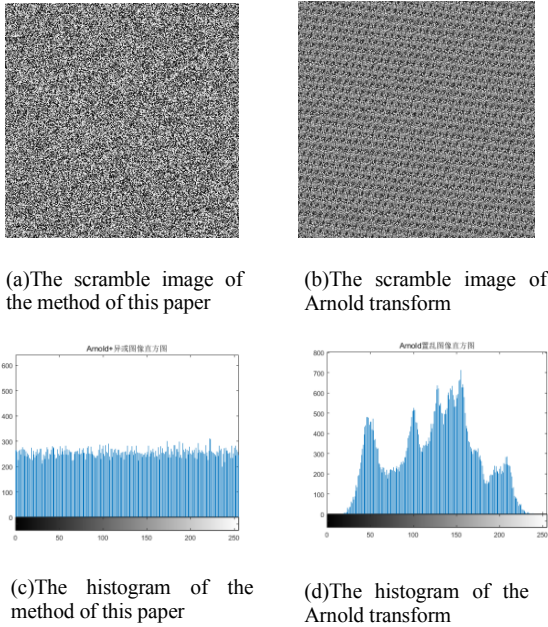 (a)The scramble image of
the method of this paper
(b)The scramble image of
Arnold transform
Arnold+异或图像直方图
600
500
400
300
200
100
0
0 50 100 150 200 250
Arnold置乱图像直方图
800
700
600
500
400
300
200
100
0
0 50 100 150 200 250
(c)The histogram of the
method of this paper
(d)The histogram of the
Arnold transform